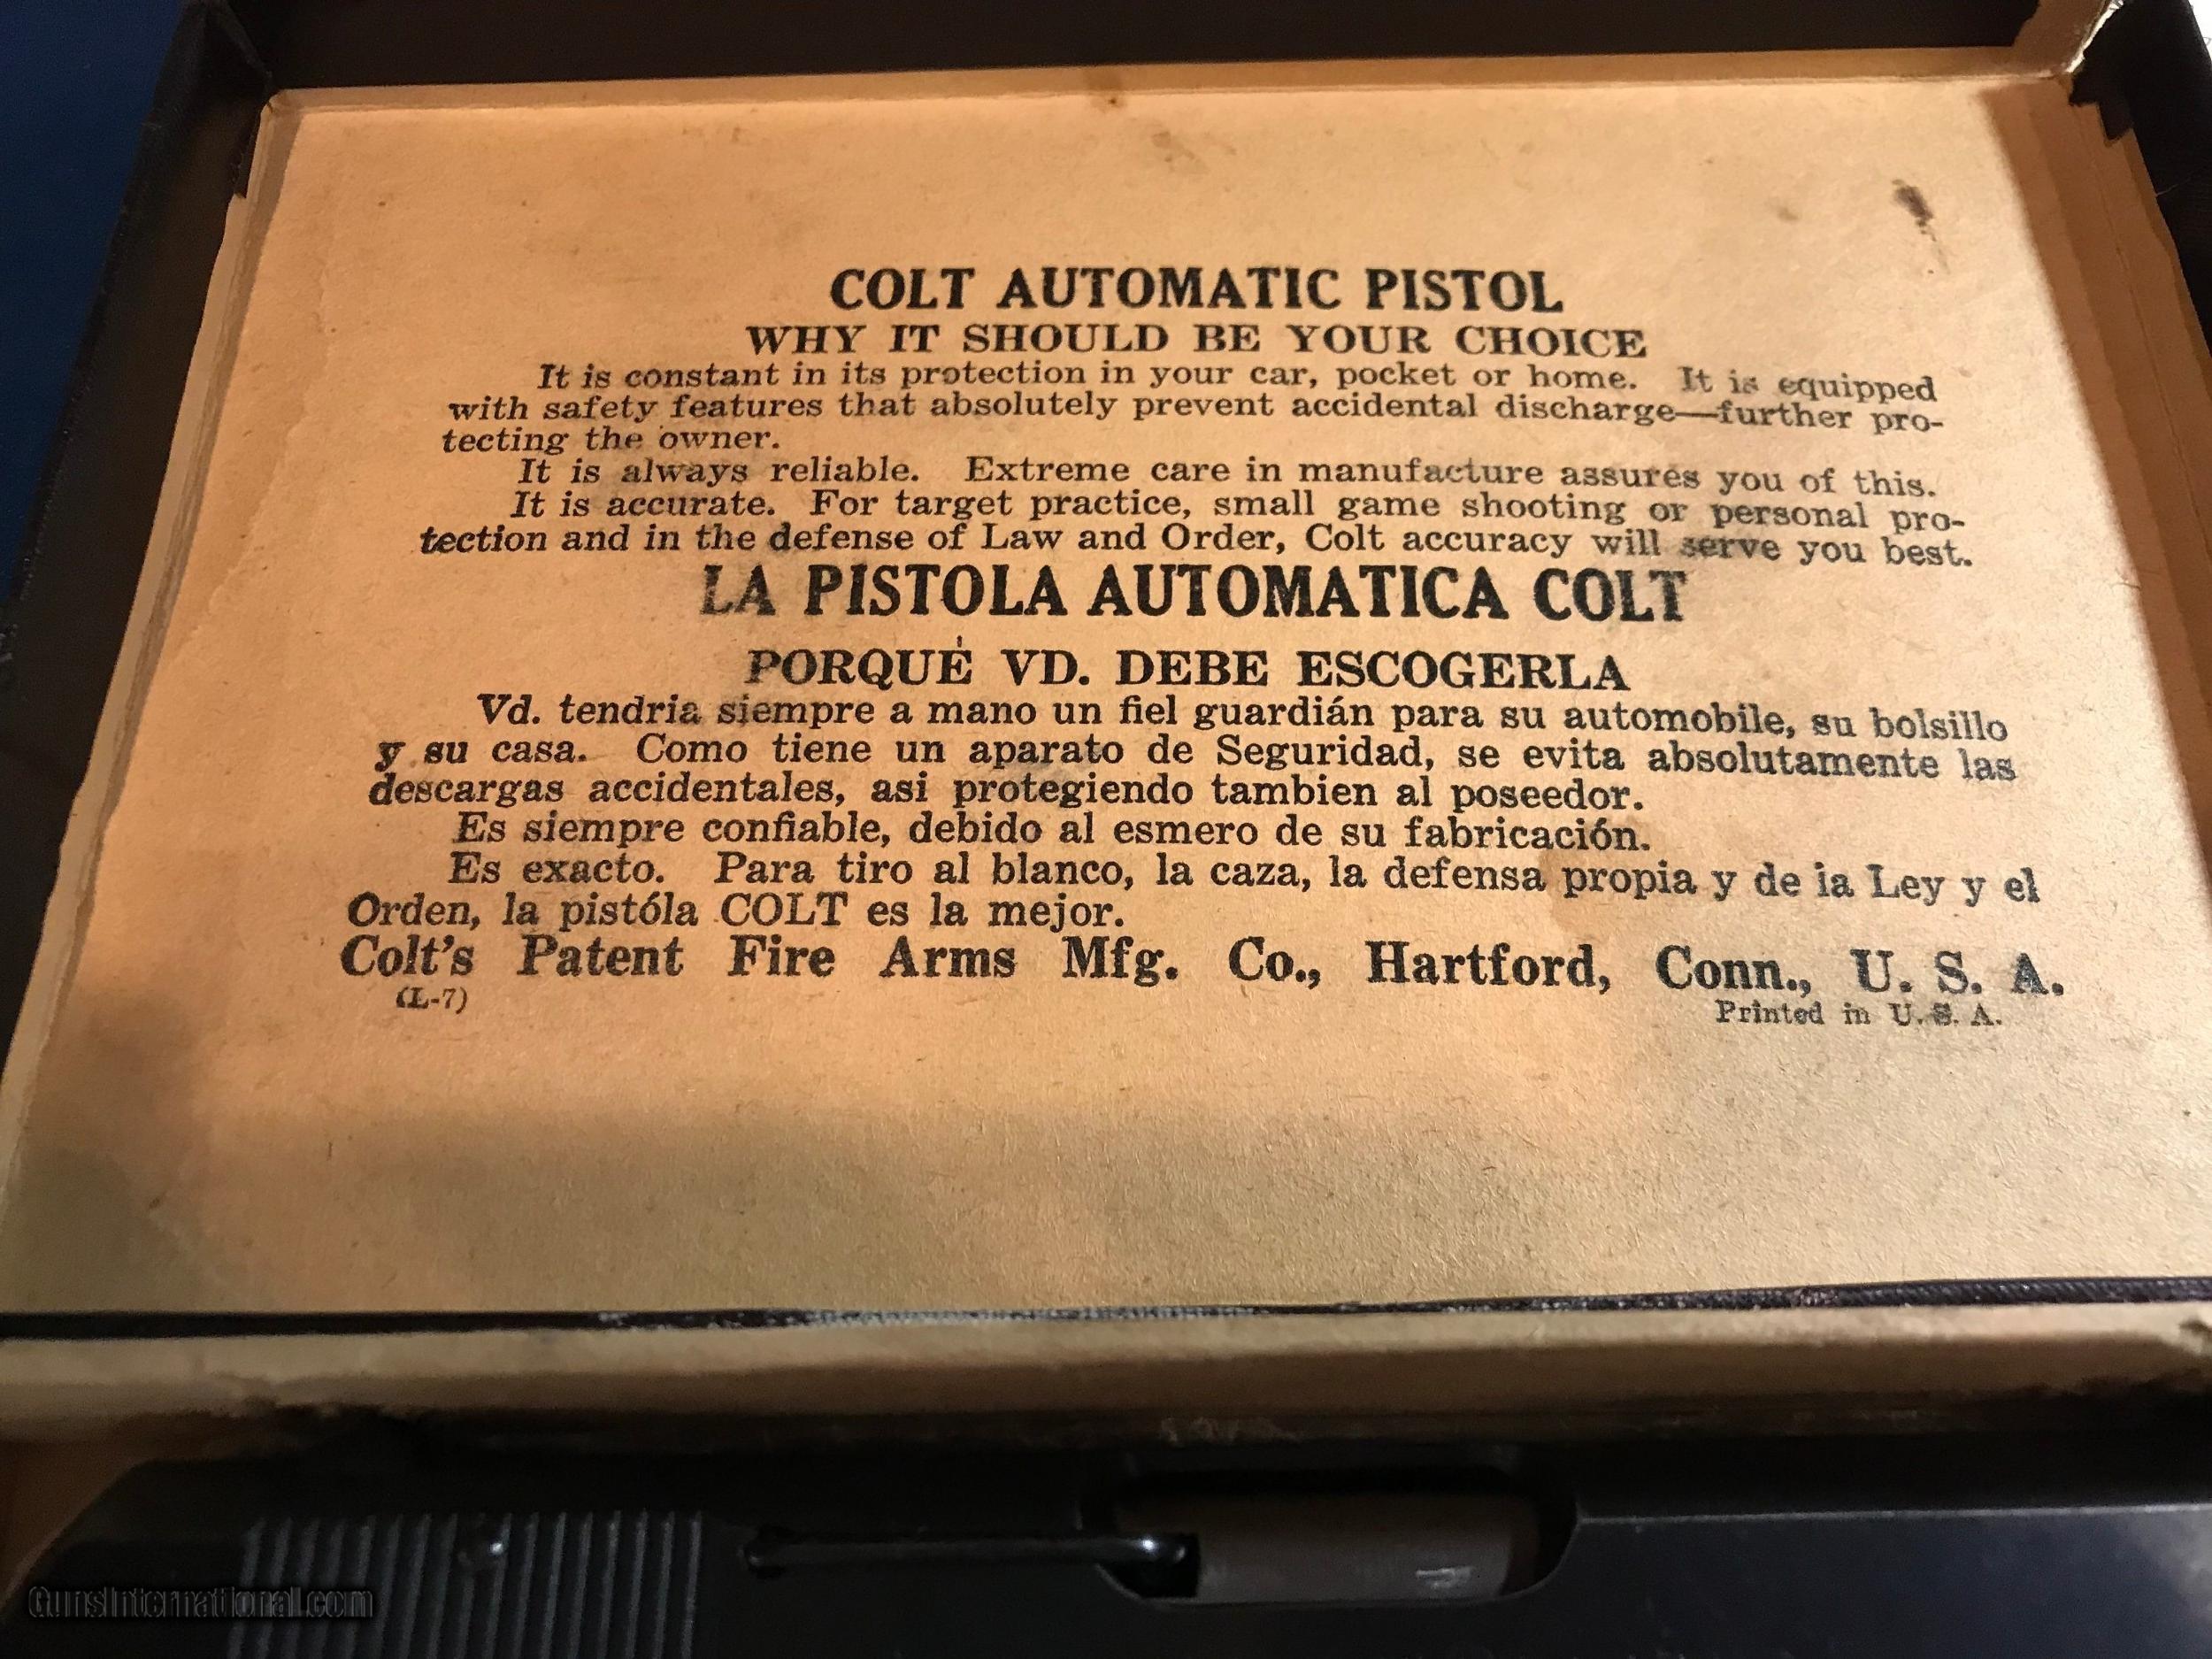 COLT AUTOMATIC PISTOL
WHY IT SHOULD BE YOUR CHOICE
It is constant in its protection in your car, pocket or home. It is equipped
with safety features that absolutely prevent accidental discharge—further pro-
tecting the owner.
It is always reliable. Extreme care in manufacture assures you of this.
It is accurate. For target practice, small game shooting or personal pro-
tection and in the defense of Law and Order, Colt accuracy will serve you best.
LA PISTOLA AUTOMATICA COLT
PORQUÉ VD. DEBE ESCOGERLA
Vd. tendria siempre a mano un fiel guardián para su automobile, su bolsillo
y su casa. Como tiene un aparato de Seguridad, se evita absolutamente las
descargas accidentales, asi protegiendo tambien al poseedor.
Es siempre confiable, debido al esmero de su fabricación.
Es exacto. Para tiro al blanco, la caza, la defensa propia y de ia Ley y el
Orden, la pistóla COLT es la mejor.
Colt's Patent Fire Arms Mfg. Co., Hartford, Conn., U. S. A.
(L-7)
Printed in U. S. A.
GunsInternational.com